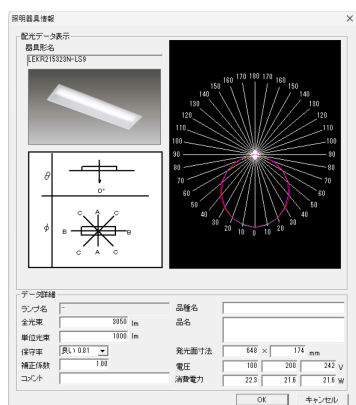 照明器具情報
配光データ表示
器具形名
LEKR215323N-LS9
θ
0°
φ
C A C
B B
C A C
150 160 170 180 170 160 150
140 140
130 130
120 120
110 110
100 100
90 90
80 80
70 70
60 60
50 50
40 40
30 20 10 0 10 20 30
データ詳細
ランプ名 -
全光束 3050 lm
単位光束 1000 lm
保守率 良い 0.81
補正係数 1.00
コメント
品種名
品名
発光面寸法 648 × 174 mm
電圧 100 200 242 V
消費電力 22.3 21.6 21.6 W
OK キャンセル